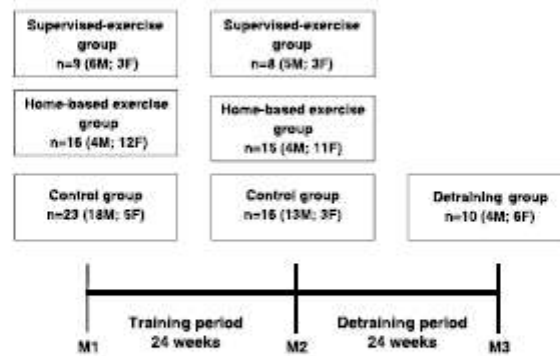 Supervised-exercise
group
n=9 (6M; 3F)
Supervised-exercise
group
n=8 (5M; 3F)
Home-based exercise
group
n=16 (4M; 12F)
Home-based exercise
group
n=15 (4M; 11F)
Control group
n=23 (18M; 5F)
Control group
n=16 (13M; 3F)
Detraining group
n=10 (4M; 6F)
Training period
24 weeks
Detraining period
24 weeks
M1
M2
M3